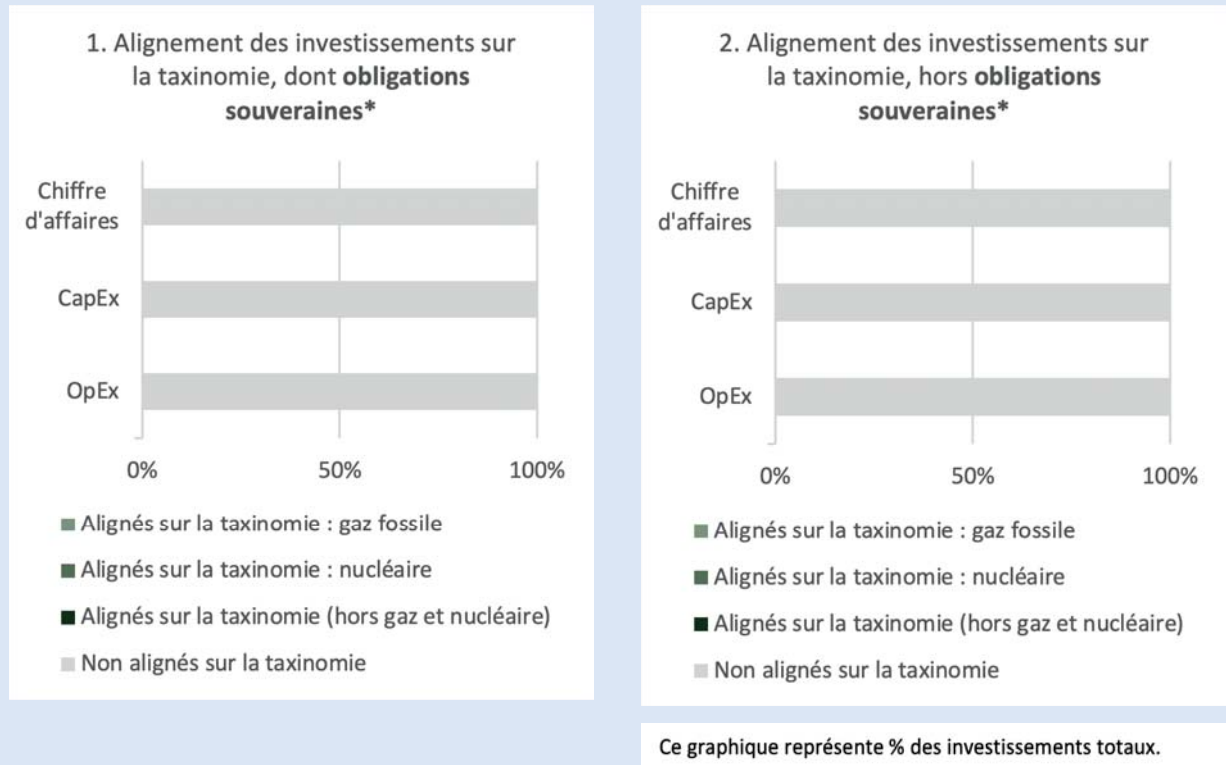 1. Alignement des investissements sur
la taxinomie, dont obligations
souveraines*
Chiffre
d'affaires
CapEx
OpEx
0%
50%
100%
Alignés sur la taxinomie : gaz fossile
Alignés sur la taxinomie : nucléaire
Alignés sur la taxinomie (hors gaz et nucléaire)
Non alignés sur la taxinomie
2. Alignement des investissements sur
la taxinomie, hors obligations
souveraines*
Chiffre
d'affaires
CapEx
OpEx
0%
50%
100%
Alignés sur la taxinomie : gaz fossile
Alignés sur la taxinomie : nucléaire
Alignés sur la taxinomie (hors gaz et nucléaire)
Non alignés sur la taxinomie
Ce graphique représente % des investissements totaux.